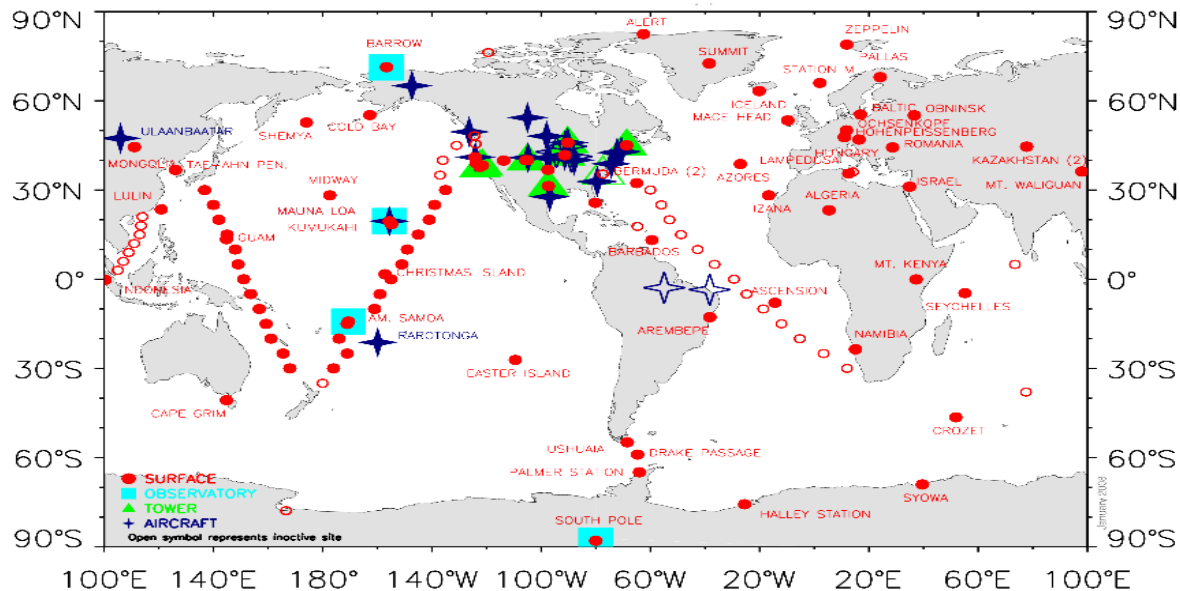 90°N 90°N
ALERT
ZEPPELIN
BARROW
SUMMIT
PALLAS
STATION M
60°N 60°N
ICELAND
BALTIC OBNINSK
SHEMYA
COLD BAY
MACE HEAD
OCHSENKOPF
ULAANBAATAR
HOHENPEISSENBERG
HUNGARY
ROMANIA
MONGOLIA
TAE AHN PEN.
LAMPEDUSA
KAZAKHSTAN (2)
BERMUDA (2)
AZORES
30°N 30°N
MIDWAY
ALGERIA
ISRAEL
MT. WALIGUAN
LULIN
IZANA
MAUNA LOA
KUMUKAHI
GUAM
BARBADOS
MT. KENYA
0° 0°
CHRISTMAS ISLAND
INDONESIA
ASCENSION
SEYCHELLES
AM. SAMOA
AREMBEPE
RAROTONGA
NAMIBIA
30°S 30°S
EASTER ISLAND
CAPE GRIM
CROZET
USHUAIA
DRAKE PASSAGE
60°S 60°S
PALMER STATION
SURFACE
SYOWA
OBSERVATORY
TOWER
HALLEY STATION
AIRCRAFT
SOUTH POLE
Open symbol represents inactive site
90°S 90°S
100°E 140°E 180° 140°W 100°W 60°W 20°W 20°E 60°E 100°E